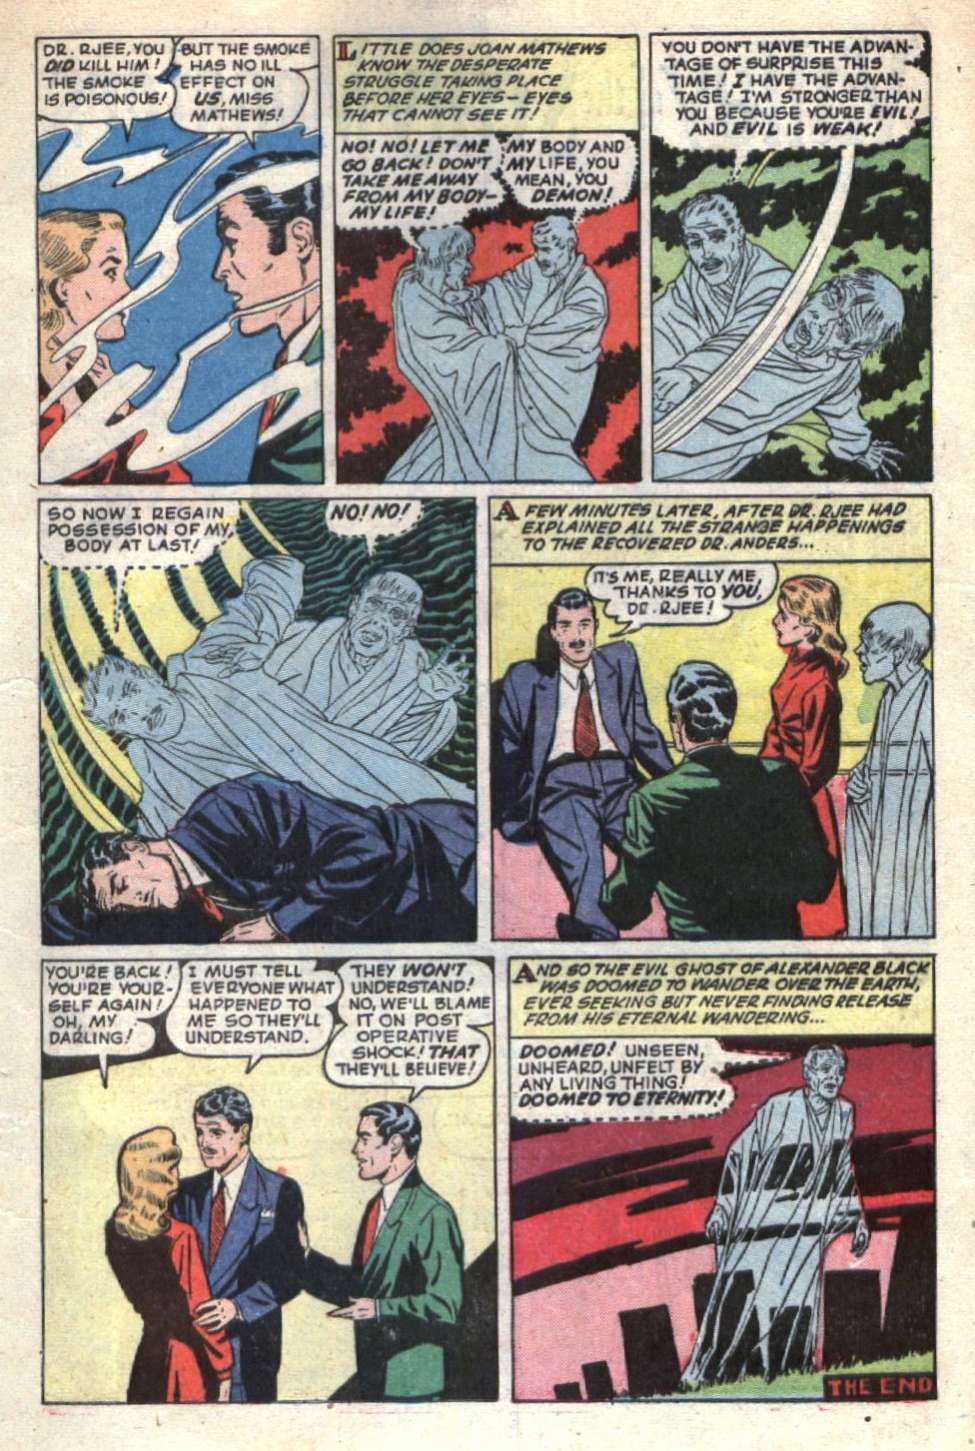 DR. RJEE, YOU
DID KILL HIM!
THE SMOKE
IS POISONOUS!
BUT THE SMOKE
HAS NO ILL
EFFECT ON
US, MISS
MATHEWS!
LITTLE DOES JOAN MATHEWS
KNOW THE DESPERATE
STRUGGLE TAKING PLACE
BEFORE HER EYES—EYES
THAT CANNOT SEE IT!
NO! NO! LET ME
GO BACK! DON'T
TAKE ME AWAY
FROM MY BODY—
MY LIFE!
MY BODY AND
MY LIFE, YOU
MEAN, YOU
DEMON!
YOU DON'T HAVE THE ADVAN-
TAGE OF SURPRISE THIS
TIME! I HAVE THE ADVAN-
TAGE! I'M STRONGER THAN
YOU BECAUSE YOU'RE EVIL!
AND EVIL IS WEAK!
SO NOW I REGAIN
POSSESSION OF MY
BODY AT LAST!
NO! NO!
A FEW MINUTES LATER, AFTER DR. RJEE HAD
EXPLAINED ALL THE STRANGE HAPPENINGS
TO THE RECOVERED DR. ANDERS...
IT'S ME, REALLY ME,
THANKS TO YOU,
DR. RJEE!
YOU'RE BACK!
YOU'RE YOUR-
SELF AGAIN!
OH, MY
DARLING!
I MUST TELL
EVERYONE WHAT
HAPPENED TO
ME SO THEY'LL
UNDERSTAND.
THEY WON'T
UNDERSTAND!
NO, WE'LL BLAME
IT ON POST
OPERATIVE
SHOCK! THAT
THEY'LL BELIEVE!
AND SO THE EVIL GHOST OF ALEXANDER BLACK
WAS DOOMED TO WANDER OVER THE EARTH,
EVER SEEKING BUT NEVER FINDING RELEASE
FROM HIS ETERNAL WANDERING...
DOOMED! UNSEEN,
UNHEARD, UNFELT BY
ANY LIVING THING!
DOOMED TO ETERNITY!
THE END